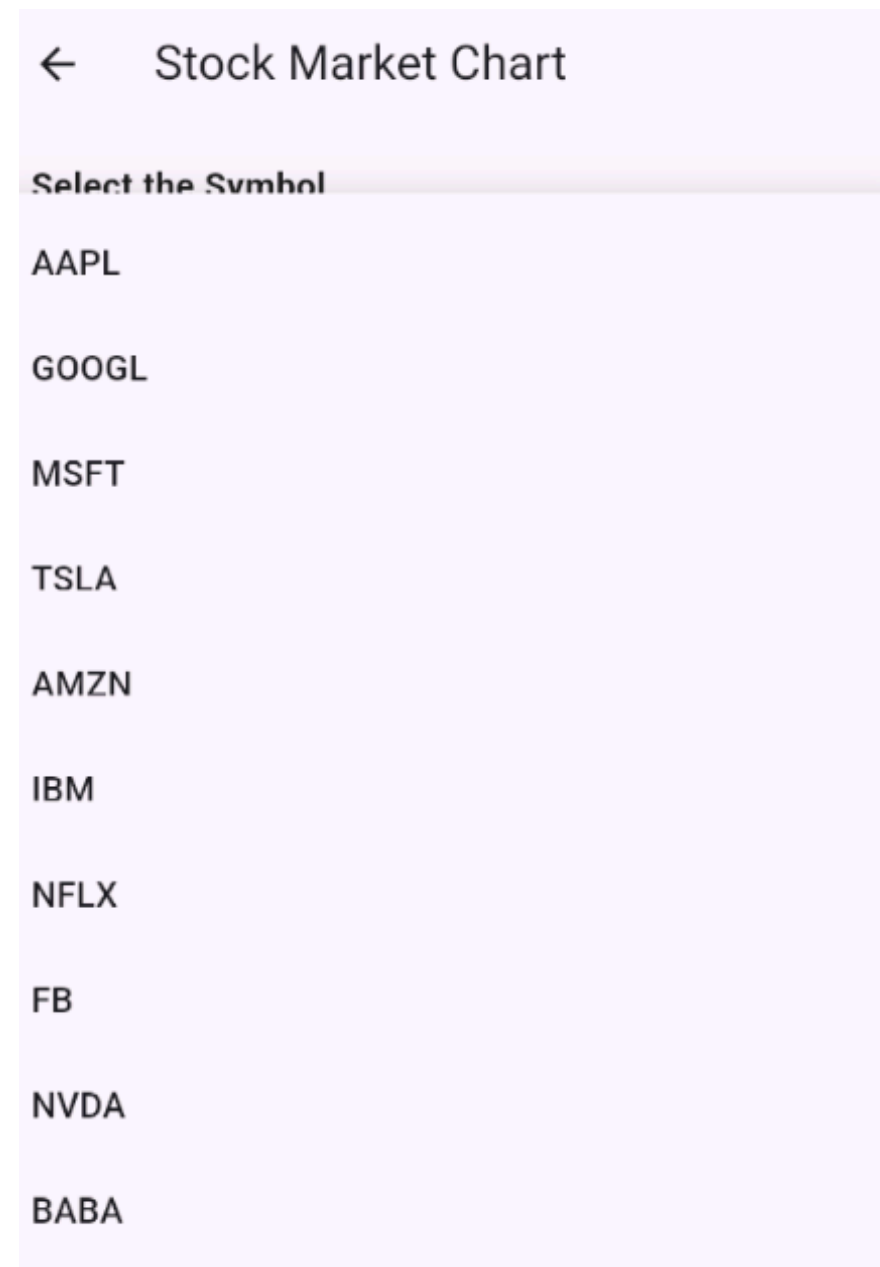 Stock Market Chart
Select the Symbol
AAPL
GOOGL
MSFT
TSLA
AMZN
IBM
NFLX
FB
NVDA
BABA